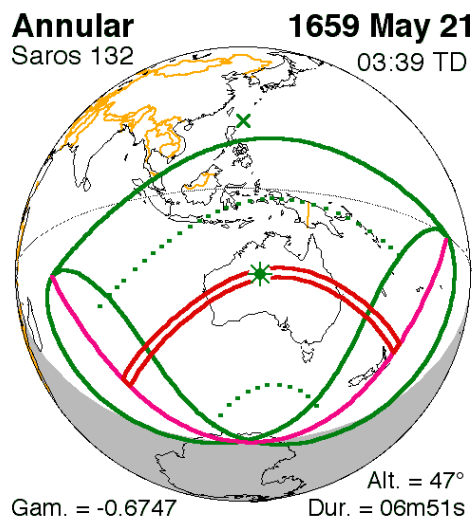 Annular
1659 May 21
Saros 132
03:39 TD
Alt. = 47°
Gam. = -0.6747
Dur. = 06m51s